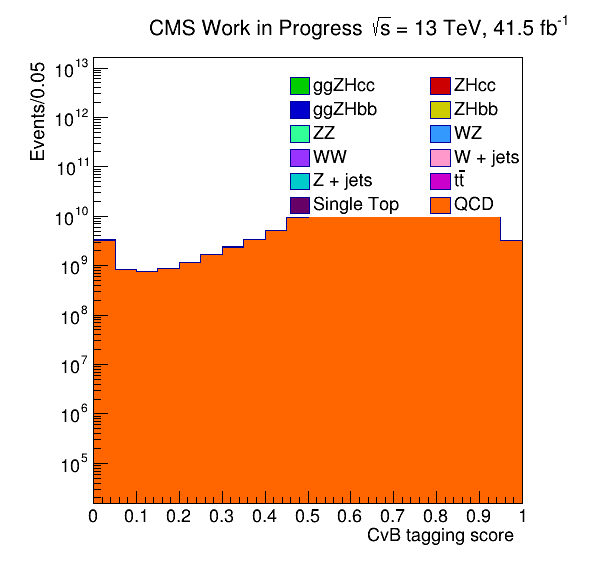 CMS Work in Progress √s = 13 TeV, 41.5 fb⁻¹
Events/0.05
10¹³
10¹²
10¹¹
10¹⁰
10⁹
10⁸
10⁷
10⁶
10⁵
ggZHcc ZHcc
ggZHbb ZHbb
ZZ WZ
WW W + jets
Z + jets tt̄
Single Top QCD
0 0.1 0.2 0.3 0.4 0.5 0.6 0.7 0.8 0.9 1
CvB tagging score